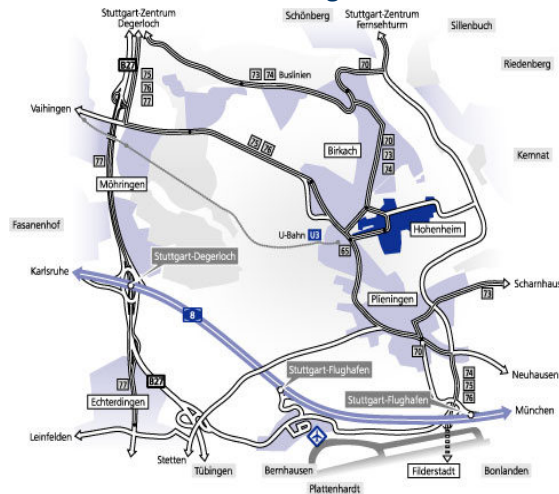 Stuttgart-Zentrum
Degerloch
Schönberg
Stuttgart-Zentrum
Fernsehturm
Sillenbuch
Riedenberg
B27
75
76
77
73
74
Buslinien
70
Vaihingen
75
76
Birkach
70
73
74
Kemnat
77
Möhringen
Fasanenhof
U-Bahn
U3
Hohenheim
65
Stuttgart-Degerloch
Karlsruhe
Scharnhaus
73
Plieningen
8
70
Neuhausen
Stuttgart-Flughafen
74
75
76
Stuttgart-Flughafen
München
77
B27
Echterdingen
Leinfelden
Stetten
Tübingen
Bernhausen
Filderstadt
Bonlanden
Plattenhardt